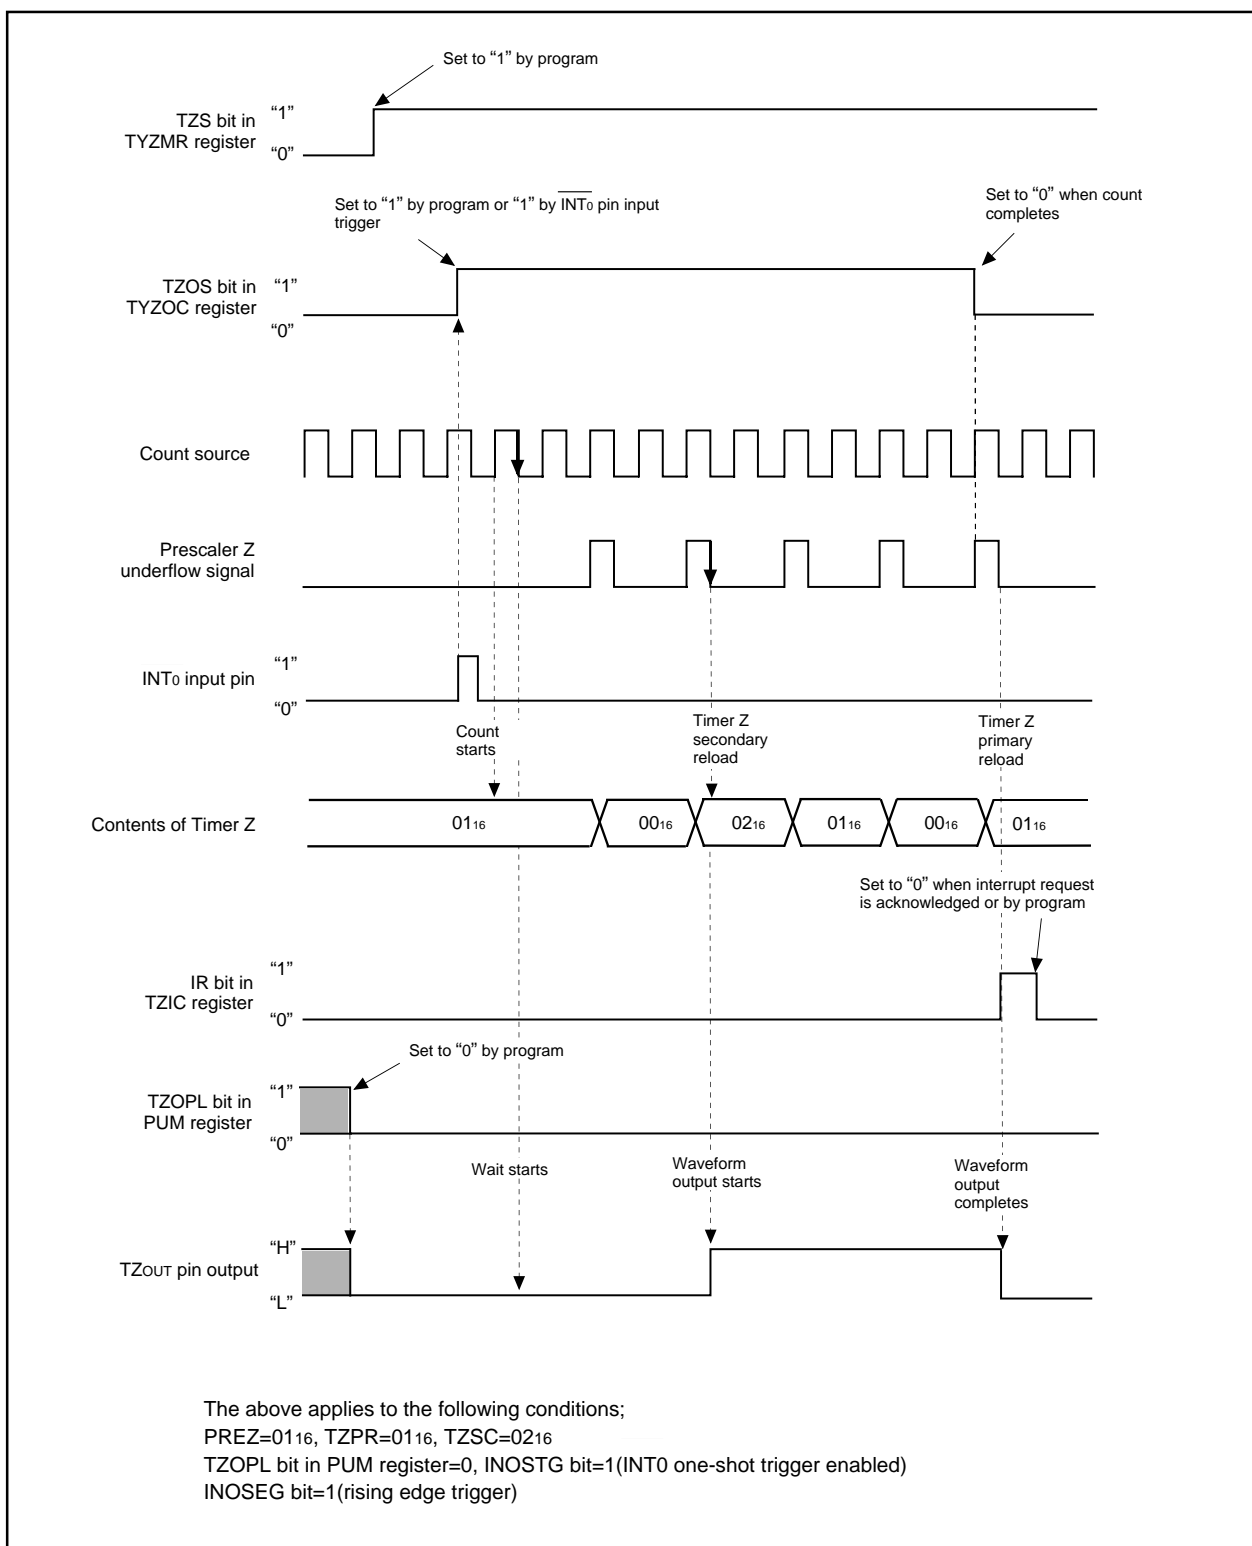 Set to “1” by program
TZS bit in
TYZMR register
“1”
“0”
Set to “1” by program or “1” by INT0 pin input
trigger
Set to “0” when count
completes
TZOS bit in
TYZOC register
“1”
“0”
Count source
Prescaler Z
underflow signal
INT0 input pin
“1”
“0”
Count
starts
Timer Z
secondary
reload
Timer Z
primary
reload
Contents of Timer Z
0116
0016
0216
0116
0016
0116
Set to “0” when interrupt request
is acknowledged or by program
IR bit in
TZIC register
“1”
“0”
Set to “0” by program
TZOPL bit in
PUM register
“1”
“0”
Wait starts
Waveform
output starts
Waveform
output
completes
TZOUT pin output
“H”
“L”
The above applies to the following conditions;
PREZ=0116, TZPR=0116, TZSC=0216
TZOPL bit in PUM register=0, INOSTG bit=1(INT0 one-shot trigger enabled)
INOSEG bit=1(rising edge trigger)